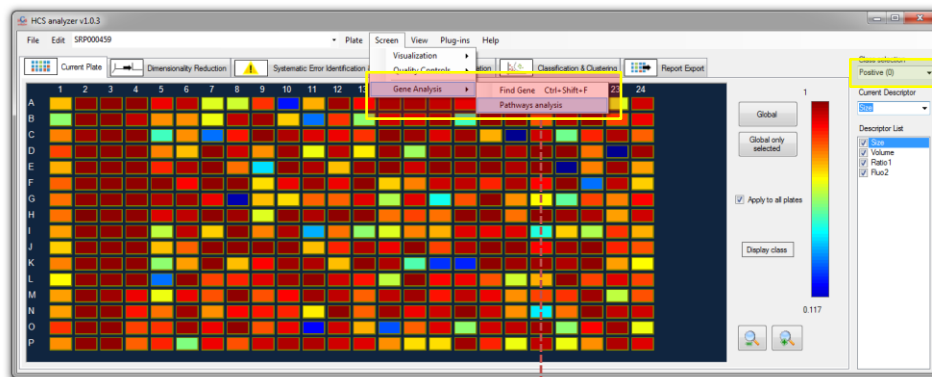 HCS analyzer v1.0.3
File Edit SRP000459 Plate Screen View Plug-ins Help
Visualization
Quality Controls
Gene Analysis
Find Gene Ctrl+Shift+F
Pathways analysis
Current Plate Dimensionality Reduction Systematic Error Identification & Classification & Clustering Report Export
Positive (0)
Current Descriptor
Size
Descriptor List
Size
Volume
Ratio1
Fluo2
1 2 3 4 5 6 7 8 9 10 11 12 23 24
A
B
C
D
E
F
G
H
I
J
K
L
M
N
O
P
Global
Global only
selected
Apply to all plates
Display class
1
0.117